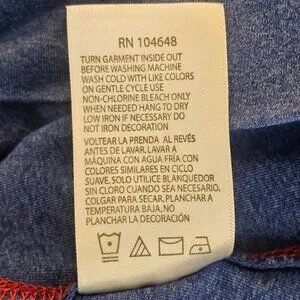 RN 104648
TURN GARMENT INSIDE OUT
BEFORE WASHING MACHINE
WASH COLD WITH LIKE COLORS
ON GENTLE CYCLE USE
NON-CHLORINE BLEACH ONLY
WHEN NEEDED HANG TO DRY
LOW IRON IF NECESSARY DO
NOT IRON DECORATION
VOLTEAR LA PRENDA AL REVÉS
ANTES DE LAVAR. LAVAR A
MÁQUINA CON AGUA FRÍA CON
COLORES SIMILARES EN CICLO
SUAVE. SOLO UTILICE BLANQUEDOR
SIN CLORO CUANDO SEA NECESARIO.
COLGAR PARA SECAR. PLANCHAR A
TEMPERATURA BAJA, NO
PLANCHAR LA DECORACIÓN